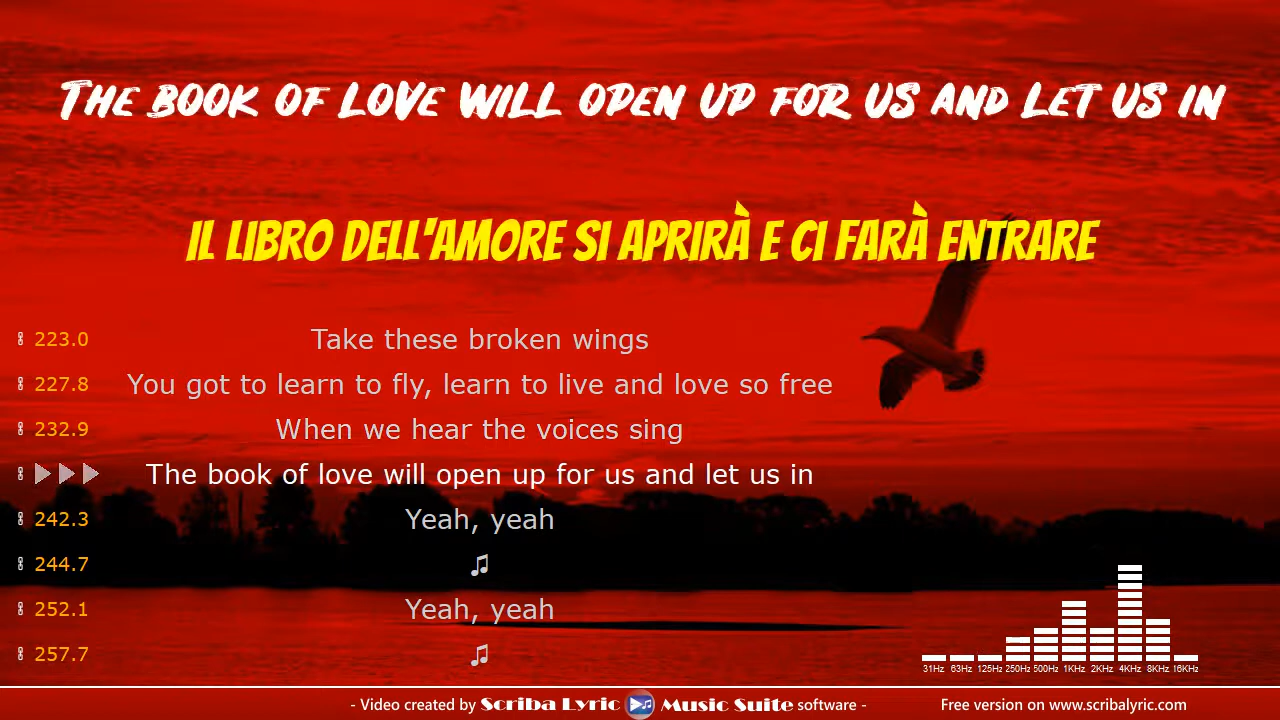 THE BOOK OF LOVE WILL OPEN UP FOR US AND LET US IN
IL LIBRO DELL'AMORE SI APRIRÀ E CI FARÀ ENTRARE
223.0 Take these broken wings
227.8 You got to learn to fly, learn to live and love so free
232.9 When we hear the voices sing
The book of love will open up for us and let us in
242.3 Yeah, yeah
244.7 ♫
252.1 Yeah, yeah
257.7 ♫
31Hz 63Hz 125Hz 250Hz 500Hz 1KHz 2KHz 4KHz 8KHz 16KHz
- Video created by Scriba Lyric Music Suite software - Free version on www.scribalyric.com